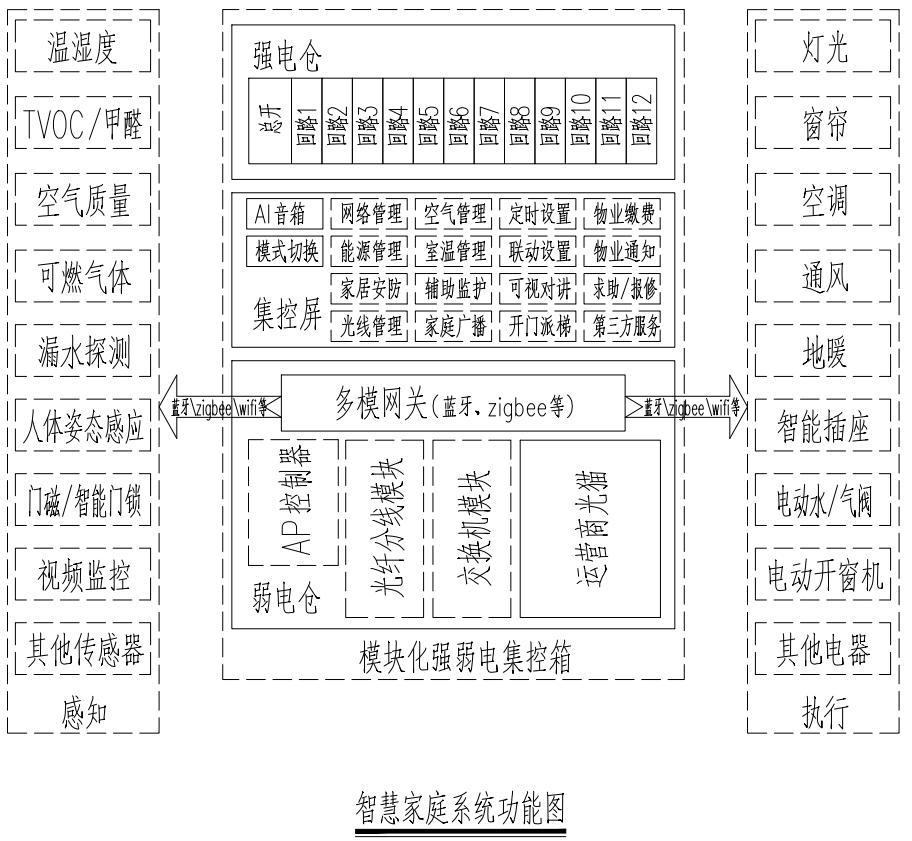 温湿度
TVOC/甲醛
空气质量
可燃气体
漏水探测
人体姿态感应
门磁/智能门锁
视频监控
其他传感器
感知
强电仓
总开
回路1
回路2
回路3
回路4
回路5
回路6
回路7
回路8
回路9
回路10
回路11
回路12
AI音箱
网络管理
空气管理
定时设置
物业缴费
模式切换
能源管理
室温管理
联动设置
物业通知
家居安防
辅助监护
可视对讲
求助/报修
集控屏
光线管理
家庭广播
开门派梯
第三方服务
蓝牙\zigbee\wifi等
多模网关(蓝牙、zigbee等)
蓝牙\zigbee\wifi等
AP控制器
光纤分线模块
交换机模块
运营商光猫
弱电仓
模块化强弱电集控箱
灯光
窗帘
空调
通风
地暖
智能插座
电动水/气阀
电动开窗机
其他电器
执行
智慧家庭系统功能图